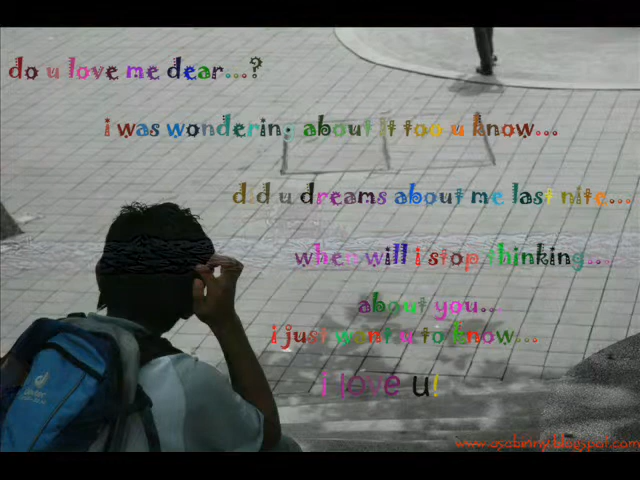 do u love me dear...?
i was wondering about it too u know...
did u dreams about me last nite...
when will i stop thinking...
about you...
i just want u to know...
i love u!
deuter